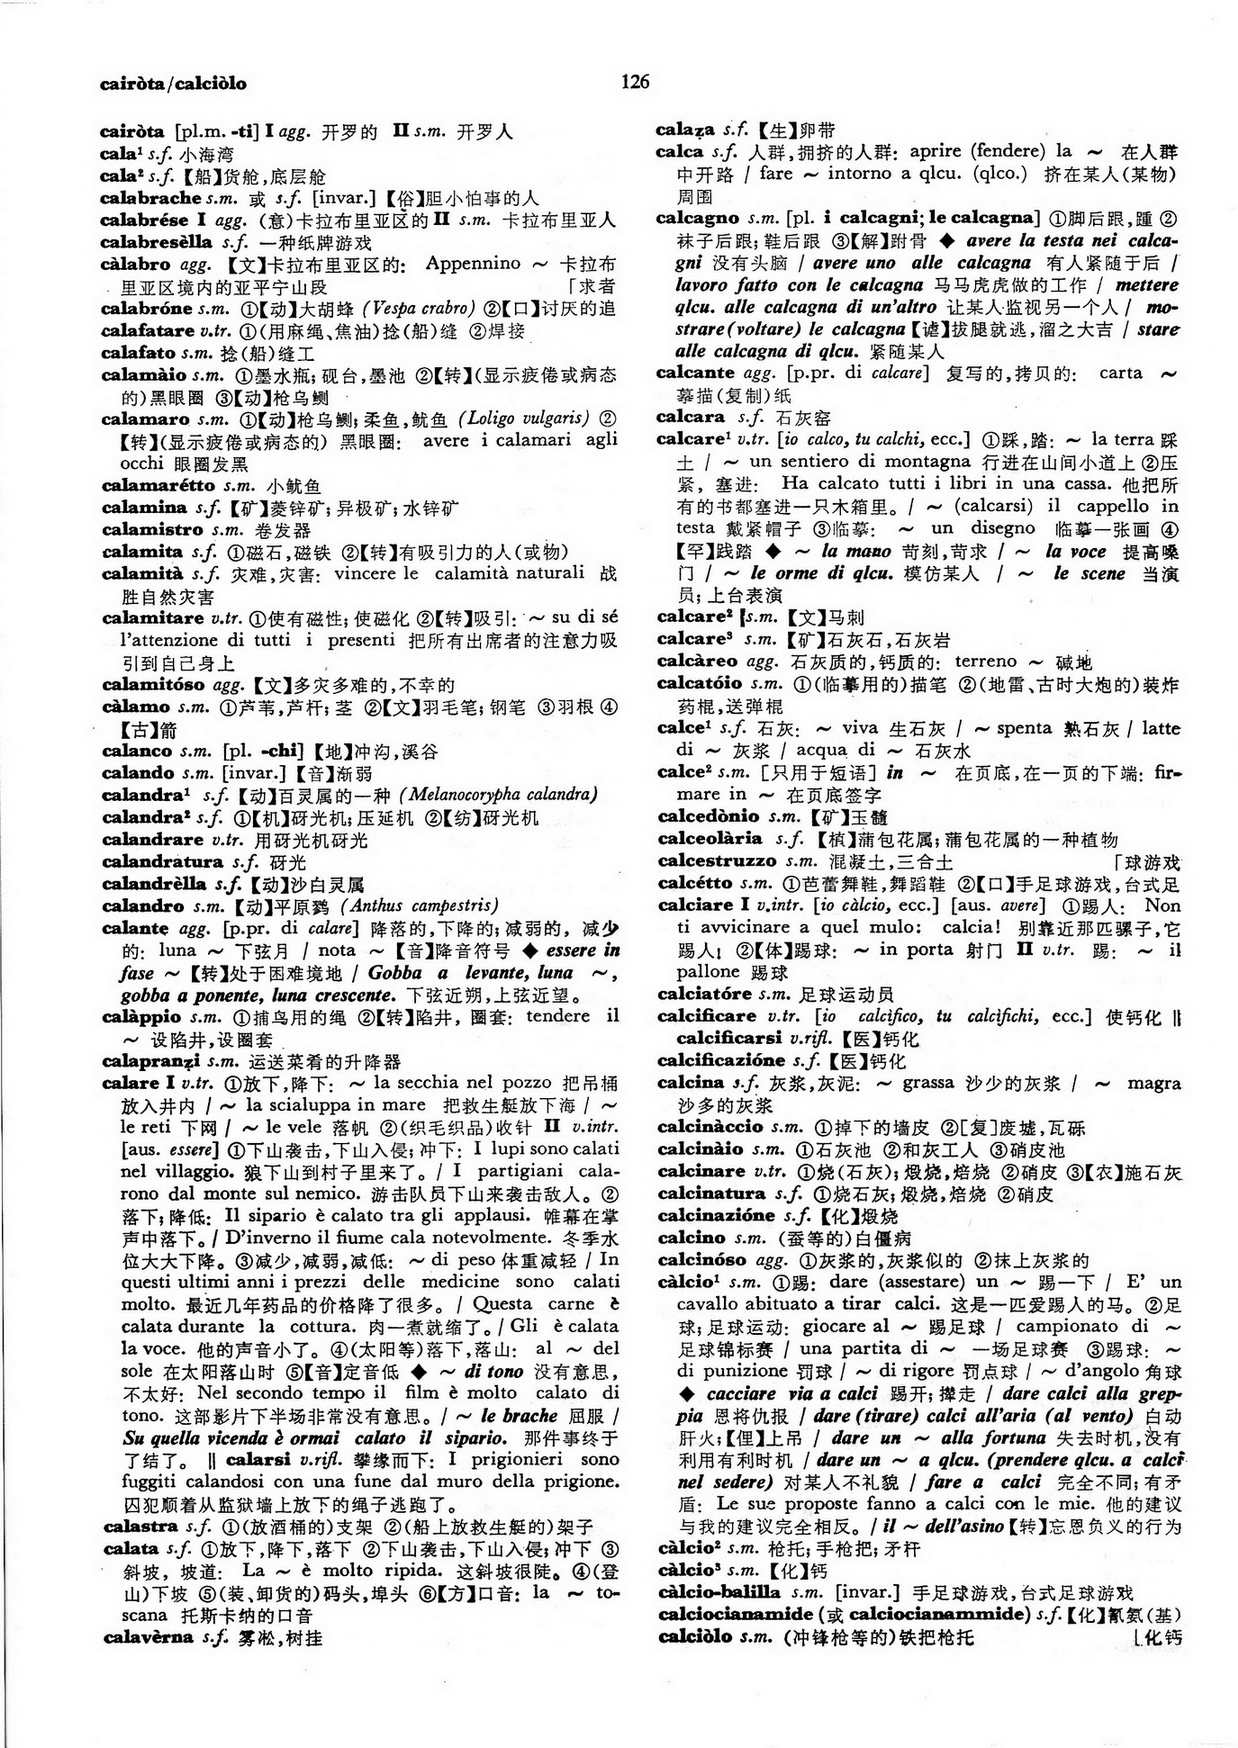 cairòta/calciòlo
126
cairòta [pl.m. -ti] I agg. 开罗的 II s.m. 开罗人
cala¹ s.f. 小海湾
cala² s.f.【船】货舱,底层舱
calabrache s.m. 或 s.f. [invar.]【俗】胆小怕事的人
calabrése I agg. (意)卡拉布里亚区的 II s.m. 卡拉布里亚人
calabresèlla s.f. 一种纸牌游戏
càlabro agg. 【文】卡拉布里亚区的: Appennino ~ 卡拉布
里亚区境内的亚平宁山段 「求者
calabróne s.m. ①【动】大胡蜂 (Vespa crabro) ②【口】讨厌的追
calafatare v.tr. ①(用麻绳、焦油)捻(船)缝 ②焊接
calafato s.m. 捻(船)缝工
calamàio s.m. ①墨水瓶; 砚台,墨池 ②【转】(显示疲倦或病态
的)黑眼圈 ③【动】枪乌鲗
calamaro s.m. ①【动】枪乌鲗; 柔鱼,鱿鱼 (Loligo vulgaris) ②
【转】(显示疲倦或病态的) 黑眼圈: avere i calamari agli
occhi 眼圈发黑
calamarétto s.m. 小鱿鱼
calamina s.f.【矿】菱锌矿; 异极矿; 水锌矿
calamistro s.m. 卷发器
calamita s.f. ①磁石,磁铁 ②【转】有吸引力的人(或物)
calamità s.f. 灾难,灾害: vincere le calamità naturali 战
胜自然灾害
calamitare v.tr. ①使有磁性; 使磁化 ②【转】吸引: ~ su di sé
l'attenzione di tutti i presenti 把所有出席者的注意力吸
引到自己身上
calamitóso agg.【文】多灾多难的,不幸的
càlamo s.m. ①芦苇,芦杆; 茎 ②【文】羽毛笔; 钢笔 ③羽根 ④
【古】箭
calanco s.m. [pl. -chi]【地】冲沟,溪谷
calando s.m. [invar.]【音】渐弱
calandra¹ s.f.【动】百灵属的一种 (Melanocorypha calandra)
calandra² s.f. ①【机】砑光机; 压延机 ②【纺】砑光机
calandrare v.tr. 用砑光机砑光
calandratura s.f. 砑光
calandrèlla s.f.【动】沙白灵属
calandro s.m.【动】平原鹨 (Anthus campestris)
calante agg. [p.pr. di calare] 降落的,下降的; 减弱的, 减少
的: luna ~ 下弦月 / nota ~【音】降音符号 ◆ essere in
fase ~【转】处于困难境地 / Gobba a levante, luna ~,
gobba a ponente, luna crescente. 下弦近朔,上弦近望。
calàppio s.m. ①捕鸟用的绳 ②【转】陷井, 圈套: tendere il
~ 设陷井,设圈套
calapranẓi s.m. 运送菜肴的升降器
calare I v.tr. ①放下,降下: ~ la secchia nel pozzo 把吊桶
放入井内 / ~ la scialuppa in mare 把救生艇放下海 / ~
le reti 下网 / ~ le vele 落帆 ②(织毛织品)收针 II v.intr.
[aus. essere] ①下山袭击,下山入侵; 冲下: I lupi sono calati
nel villaggio. 狼下山到村子里来了。/ I partigiani cala-
rono dal monte sul nemico. 游击队员下山来袭击敌人。②
落下; 降低: Il sipario è calato tra gli applausi. 帷幕在掌
声中落下。/ D'inverno il fiume cala notevolmente. 冬季水
位大大下降。③减少,减弱,减低: ~ di peso 体重减轻 / In
questi ultimi anni i prezzi delle medicine sono calati
molto. 最近几年药品的价格降了很多。/ Questa carne è
calata durante la cottura. 肉一煮就缩了。/ Gli è calata
la voce. 他的声音小了。④(太阳等)落下,落山: al ~ del
sole 在太阳落山时 ⑤【音】定音低 ◆ ~ di tono 没有意思,
不太好: Nel secondo tempo il film è molto calato di
tono. 这部影片下半场非常没有意思。/ ~ le brache 屈服 /
Su quella vicenda è ormai calato il sipario. 那件事终于
了结了。 ‖ calarsi v.rifl. 攀缘而下: I prigionieri sono
fuggiti calandosi con una fune dal muro della prigione.
囚犯顺着从监狱墙上放下的绳子逃跑了。
calastra s.f. ①(放酒桶的)支架 ②(船上放救生艇的)架子
calata s.f. ①放下,降下,落下 ②下山袭击,下山入侵; 冲下 ③
斜坡, 坡道: La ~ è molto ripida. 这斜坡很陡。④(登
山)下坡 ⑤(装、卸货的)码头,埠头 ⑥【方】口音: la ~ to-
scana 托斯卡纳的口音
calavèrna s.f. 雾凇,树挂
calaẓa s.f.【生】卵带
calca s.f. 人群,拥挤的人群: aprire (fendere) la ~ 在人群
中开路 / fare ~ intorno a qlcu. (qlco.) 挤在某人(某物)
周围
calcagno s.m. [pl. i calcagni; le calcagna] ①脚后跟,踵 ②
袜子后跟; 鞋后跟 ③【解】跗骨 ◆ avere la testa nei calca-
gni 没有头脑 / avere uno alle calcagna 有人紧随于后 /
lavoro fatto con le calcagna 马马虎虎做的工作 / mettere
qlcu. alle calcagna di un'altro 让某人监视另一个人 / mo-
strare (voltare) le calcagna【谑】拔腿就逃,溜之大吉 / stare
alle calcagna di qlcu. 紧随某人
calcante agg. [p.pr. di calcare] 复写的,拷贝的: carta ~
摹描(复制)纸
calcara s.f. 石灰窑
calcare¹ v.tr. [io calco, tu calchi, ecc.] ①踩,踏: ~ la terra 踩
土 / ~ un sentiero di montagna 行进在山间小道上 ②压
紧, 塞进: Ha calcato tutti i libri in una cassa. 他把所
有的书都塞进一只木箱里。/ ~ (calcarsi) il cappello in
testa 戴紧帽子 ③临摹: ~ un disegno 临摹一张画 ④
【罕】践踏 ◆ ~ la mano 苛刻,苛求 / ~ la voce 提高嗓
门 / ~ le orme di qlcu. 模仿某人 / ~ le scene 当演
员; 上台表演
calcare² s.m.【文】马刺
calcare³ s.m.【矿】石灰石,石灰岩
calcàreo agg. 石灰质的,钙质的: terreno ~ 碱地
calcatóio s.m. ①(临摹用的)描笔 ②(地雷、古时大炮的)装炸
药棍,送弹棍
calce¹ s.f. 石灰: ~ viva 生石灰 / ~ spenta 熟石灰 / latte
di ~ 灰浆 / acqua di ~ 石灰水
calce² s.m. [只用于短语] in ~ 在页底,在一页的下端: fir-
mare in ~ 在页底签字
calcedònio s.m.【矿】玉髓
calceolària s.f.【植】蒲包花属; 蒲包花属的一种植物
calcestruzzo s.m. 混凝土,三合土 「球游戏
calcétto s.m. ①芭蕾舞鞋,舞蹈鞋 ②【口】手足球游戏,台式足
calciare I v.intr. [io càlcio, ecc.] [aus. avere] ①踢人: Non
ti avvicinare a quel mulo: calcia! 别靠近那匹骡子,它
踢人! ②【体】踢球: ~ in porta 射门 II v.tr. 踢: ~ il
pallone 踢球
calciatóre s.m. 足球运动员
calcificare v.tr. [io calcìfico, tu calcìfichi, ecc.] 使钙化 ‖
calcificarsi v.rifl.【医】钙化
calcificazióne s.f.【医】钙化
calcina s.f. 灰浆,灰泥: ~ grassa 沙少的灰浆 / ~ magra
沙多的灰浆
calcinàccio s.m. ①掉下的墙皮 ②[复]废墟,瓦砾
calcinàio s.m. ①石灰池 ②和灰工人 ③硝皮池
calcinare v.tr. ①烧(石灰); 煅烧,焙烧 ②硝皮 ③【农】施石灰
calcinatura s.f. ①烧石灰; 煅烧,焙烧 ②硝皮
calcinazióne s.f.【化】煅烧
calcino s.m. (蚕等的)白僵病
calcinóso agg. ①灰浆的,灰浆似的 ②抹上灰浆的
càlcio¹ s.m. ①踢: dare (assestare) un ~ 踢一下 / E' un
cavallo abituato a tirar calci. 这是一匹爱踢人的马。②足
球; 足球运动: giocare al ~ 踢足球 / campionato di ~
足球锦标赛 / una partita di ~ 一场足球赛 ③踢球: ~
di punizione 罚球 / ~ di rigore 罚点球 / ~ d'angolo 角球
◆ cacciare via a calci 踢开; 撵走 / dare calci alla grep-
pia 恩将仇报 / dare (tirare) calci all'aria (al vento) 白动
肝火;【俚】上吊 / dare un ~ alla fortuna 失去时机,没有
利用有利时机 / dare un ~ a qlcu. (prendere qlcu. a calci
nel sedere) 对某人不礼貌 / fare a calci 完全不同; 有矛
盾: Le sue proposte fanno a calci con le mie. 他的建议
与我的建议完全相反。/ il ~ dell'asino【转】忘恩负义的行为
càlcio² s.m. 枪托; 手枪把; 矛杆
càlcio³ s.m.【化】钙
càlcio-balilla s.m. [invar.] 手足球游戏,台式足球游戏
calciocianamide (或 calciocianammide) s.f.【化】氰氨(基)
calciòlo s.m. (冲锋枪等的)铁把枪托 ⌊化钙